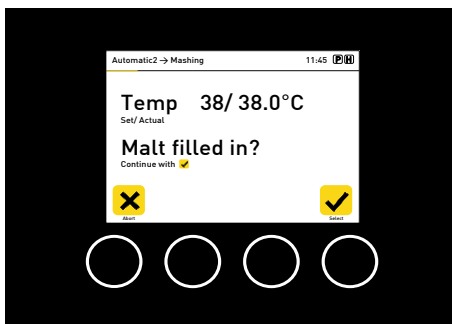 Automatic2 → Mashing 11:45 P H
Temp 38/ 38.0°C
Set/ Actual
Malt filled in?
Continue with ✓
Abort Select